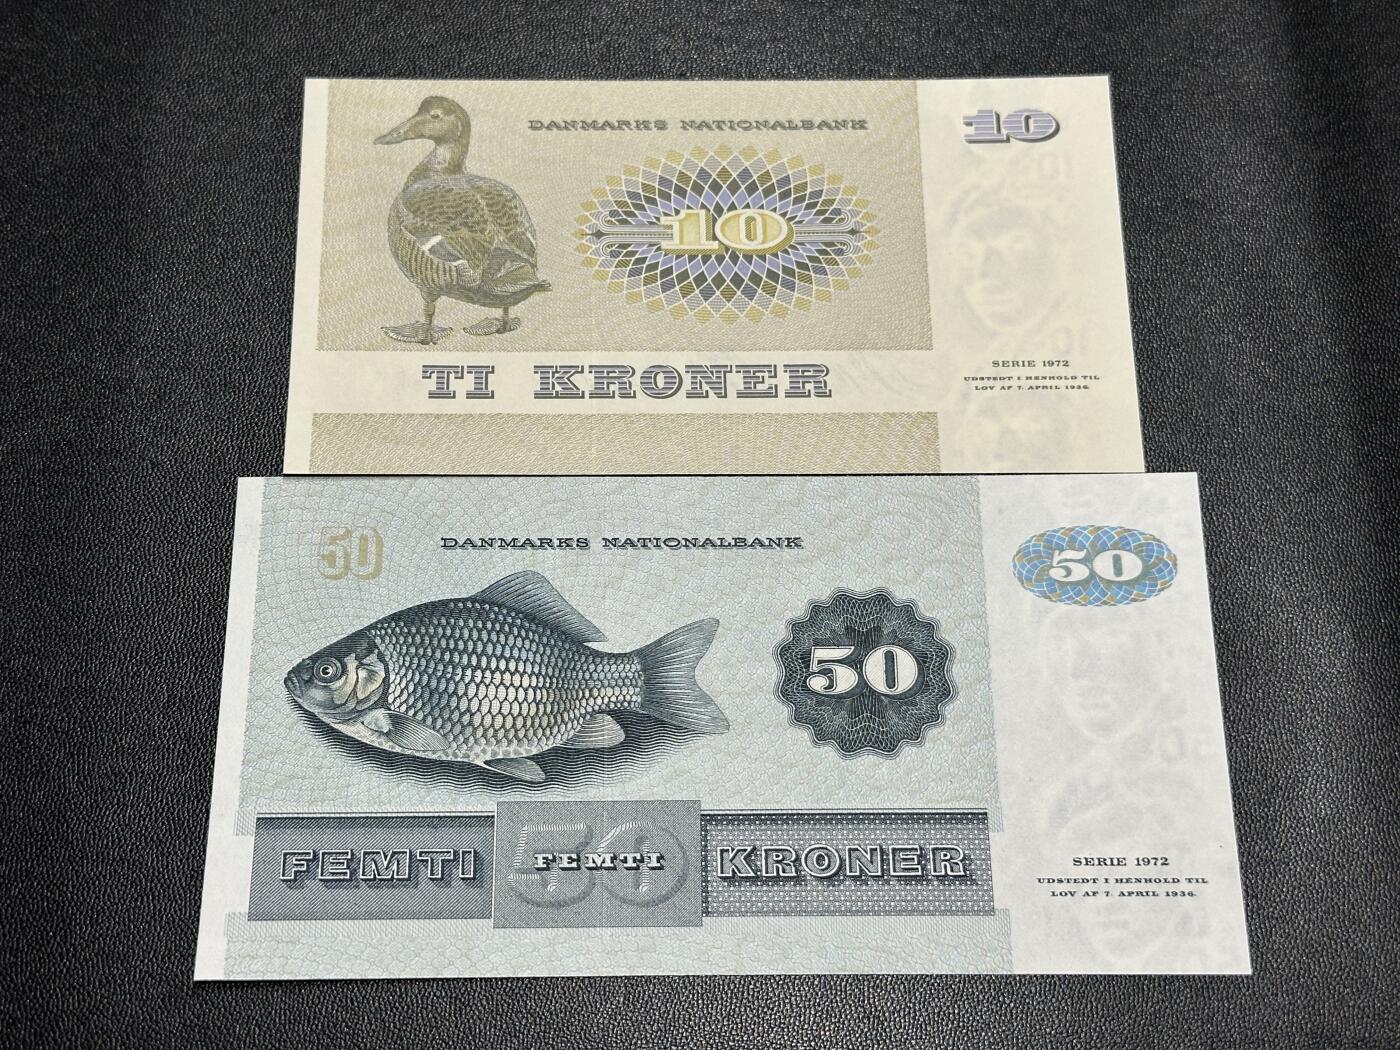 DANMARKS NATIONALBANK
10
10
TI KRONER
SERIE 1972
UDSTEDT I HENHOLD TIL
LOV AF 7. APRIL 1936
50
DANMARKS NATIONALBANK
50
50
FEMTI
50
FEMTI
KRONER
SERIE 1972
UDSTEDT I HENHOLD TIL
LOV AF 7. APRIL 1936